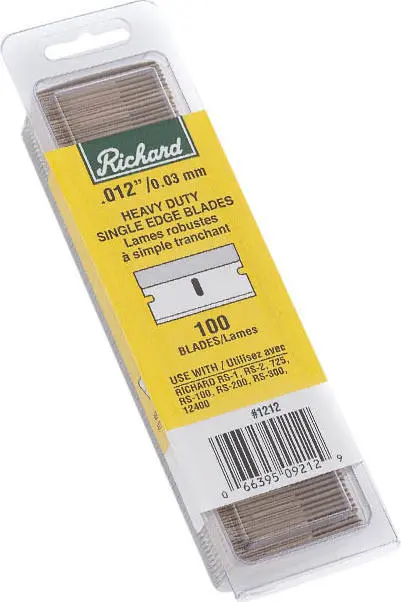 Richard
.012”/0.03 mm
HEAVY DUTY
SINGLE EDGE BLADES
Lames robustes
à simple tranchant
100
BLADES/Lames
USE WITH / Utilisez avec
RICHARD RS-1, RS-2, 725,
RS-100, RS-200, RS-300,
12400
#1212
0 66395 09212 9